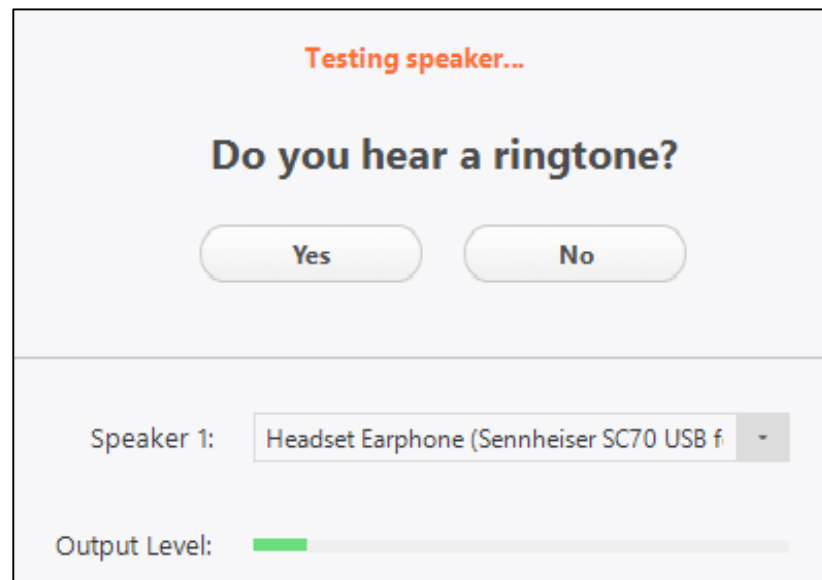 Testing speaker...
Do you hear a ringtone?
Yes
No
Speaker 1:
Headset Earphone (Sennheiser SC70 USB f
Output Level: